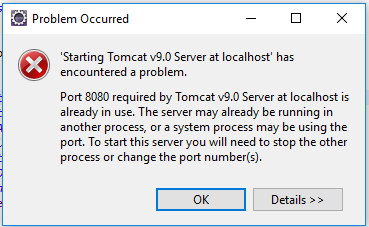 Problem Occurred
'Starting Tomcat v9.0 Server at localhost' has
encountered a problem.
Port 8080 required by Tomcat v9.0 Server at localhost is
already in use. The server may already be running in
another process, or a system process may be using the
port. To start this server you will need to stop the other
process or change the port number(s).
OK
Details >>